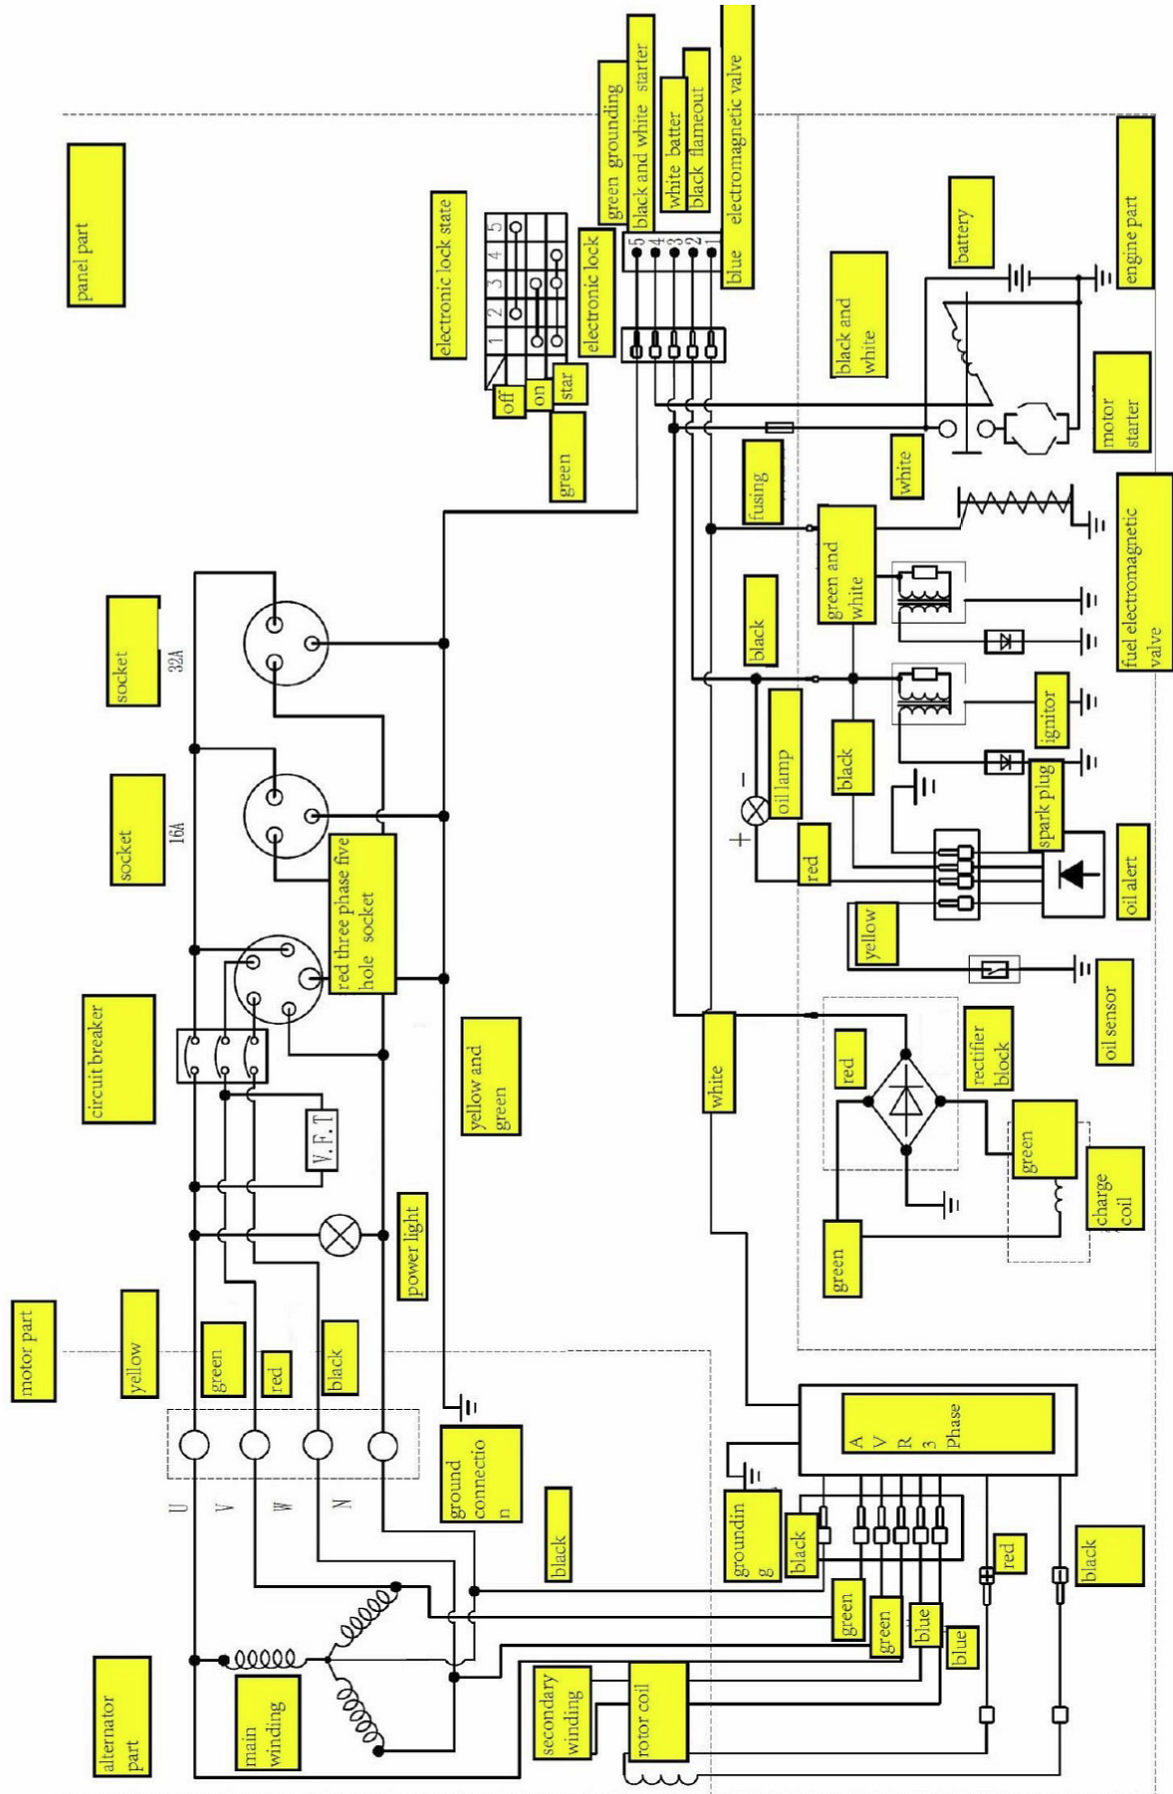 panel part
electronic lock state
1 2 3 4 5
off
on
star
green
electronic lock
5
4
3
2
1
green grounding
black and white starter
white batter
black flameout
blue electromagnetic valve
socket
32A
socket
16A
red three phase five
hole socket
circuit breaker
V.F.T
power light
yellow and
green
motor part
yellow
green
red
black
U
V
W
N
ground
connectio
n
black
alternator
part
main
winding
secondary
winding
rotor coil
engine part
battery
black and
white
motor
starter
white
fusing
green and
white
fuel electromagnetic
valve
black
oil lamp
+
-
black
ignitor
spark plug
red
oil alert
yellow
oil sensor
white
red
rectifier
block
green
charge
coil
green
A
V
R
3
Phase
groundin
g
black
green
green
blue
blue
red
black